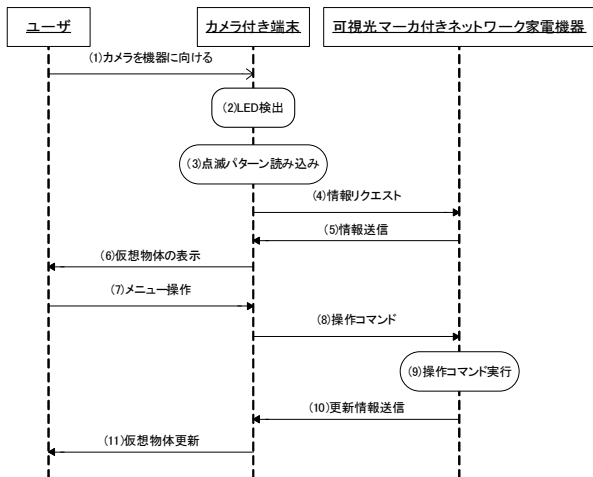 ユーザ
カメラ付き端末
可視光マーカ付きネットワーク家電機器
(1)カメラを機器に向ける
(2)LED検出
(3)点滅パターン読み込み
(4)情報リクエスト
(5)情報送信
(6)仮想物体の表示
(7)メニュー操作
(8)操作コマンド
(9)操作コマンド実行
(10)更新情報送信
(11)仮想物体更新